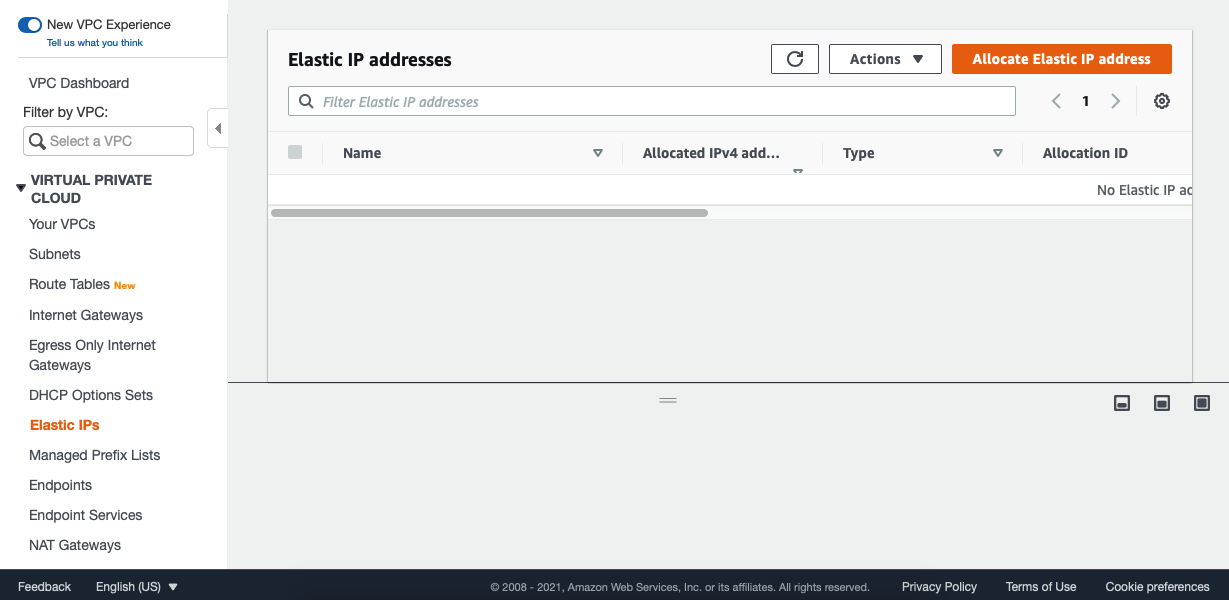 New VPC Experience
Tell us what you think
VPC Dashboard
Filter by VPC:
Select a VPC
VIRTUAL PRIVATE
CLOUD
Your VPCs
Subnets
Route Tables New
Internet Gateways
Egress Only Internet
Gateways
DHCP Options Sets
Elastic IPs
Managed Prefix Lists
Endpoints
Endpoint Services
NAT Gateways
Elastic IP addresses
Actions
Allocate Elastic IP address
Filter Elastic IP addresses
1
Name
Allocated IPv4 add...
Type
Allocation ID
No Elastic IP ad
Feedback
English (US)
© 2008 - 2021, Amazon Web Services, Inc. or its affiliates. All rights reserved.
Privacy Policy
Terms of Use
Cookie preferences